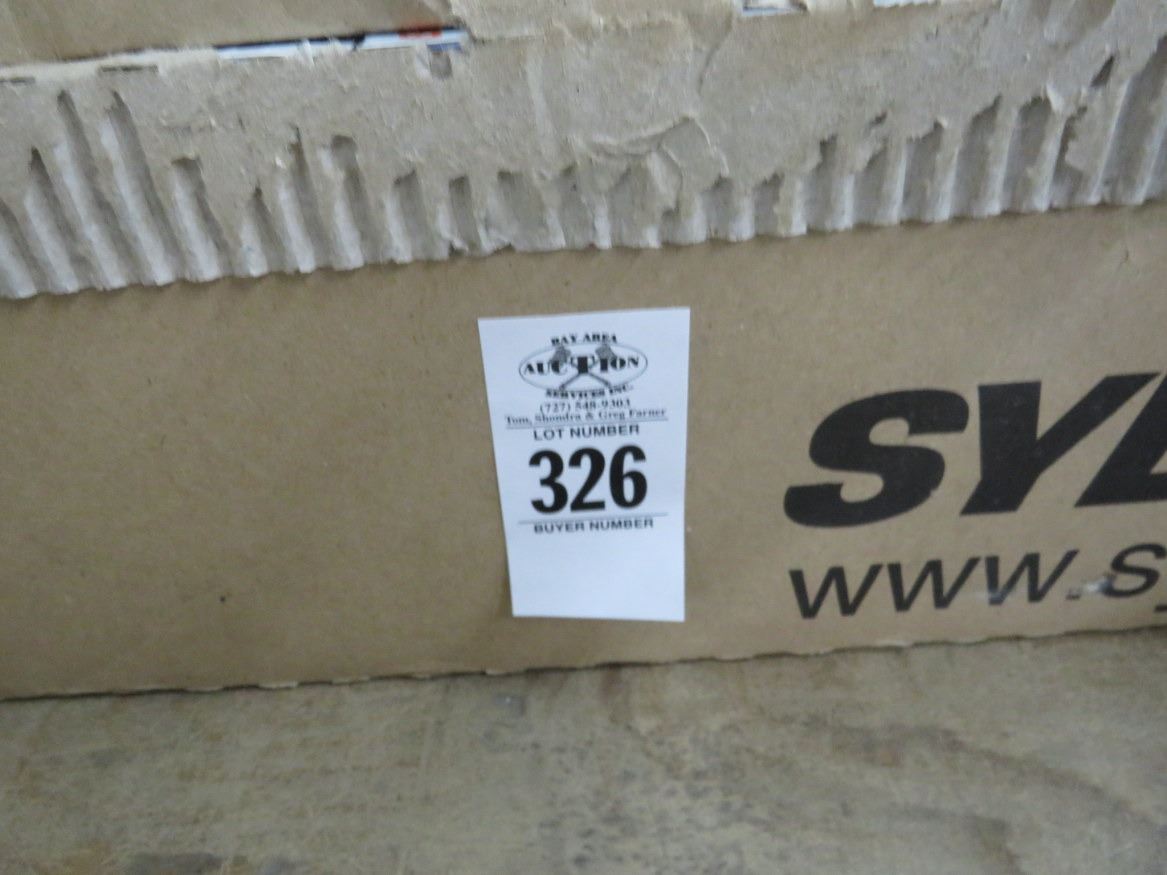 BAY AREA
AUCTION
SERVICES INC.
(727) 548-9303
Tom, Shondra & Greg Farner
LOT NUMBER
326
BUYER NUMBER
SYL
www.sy